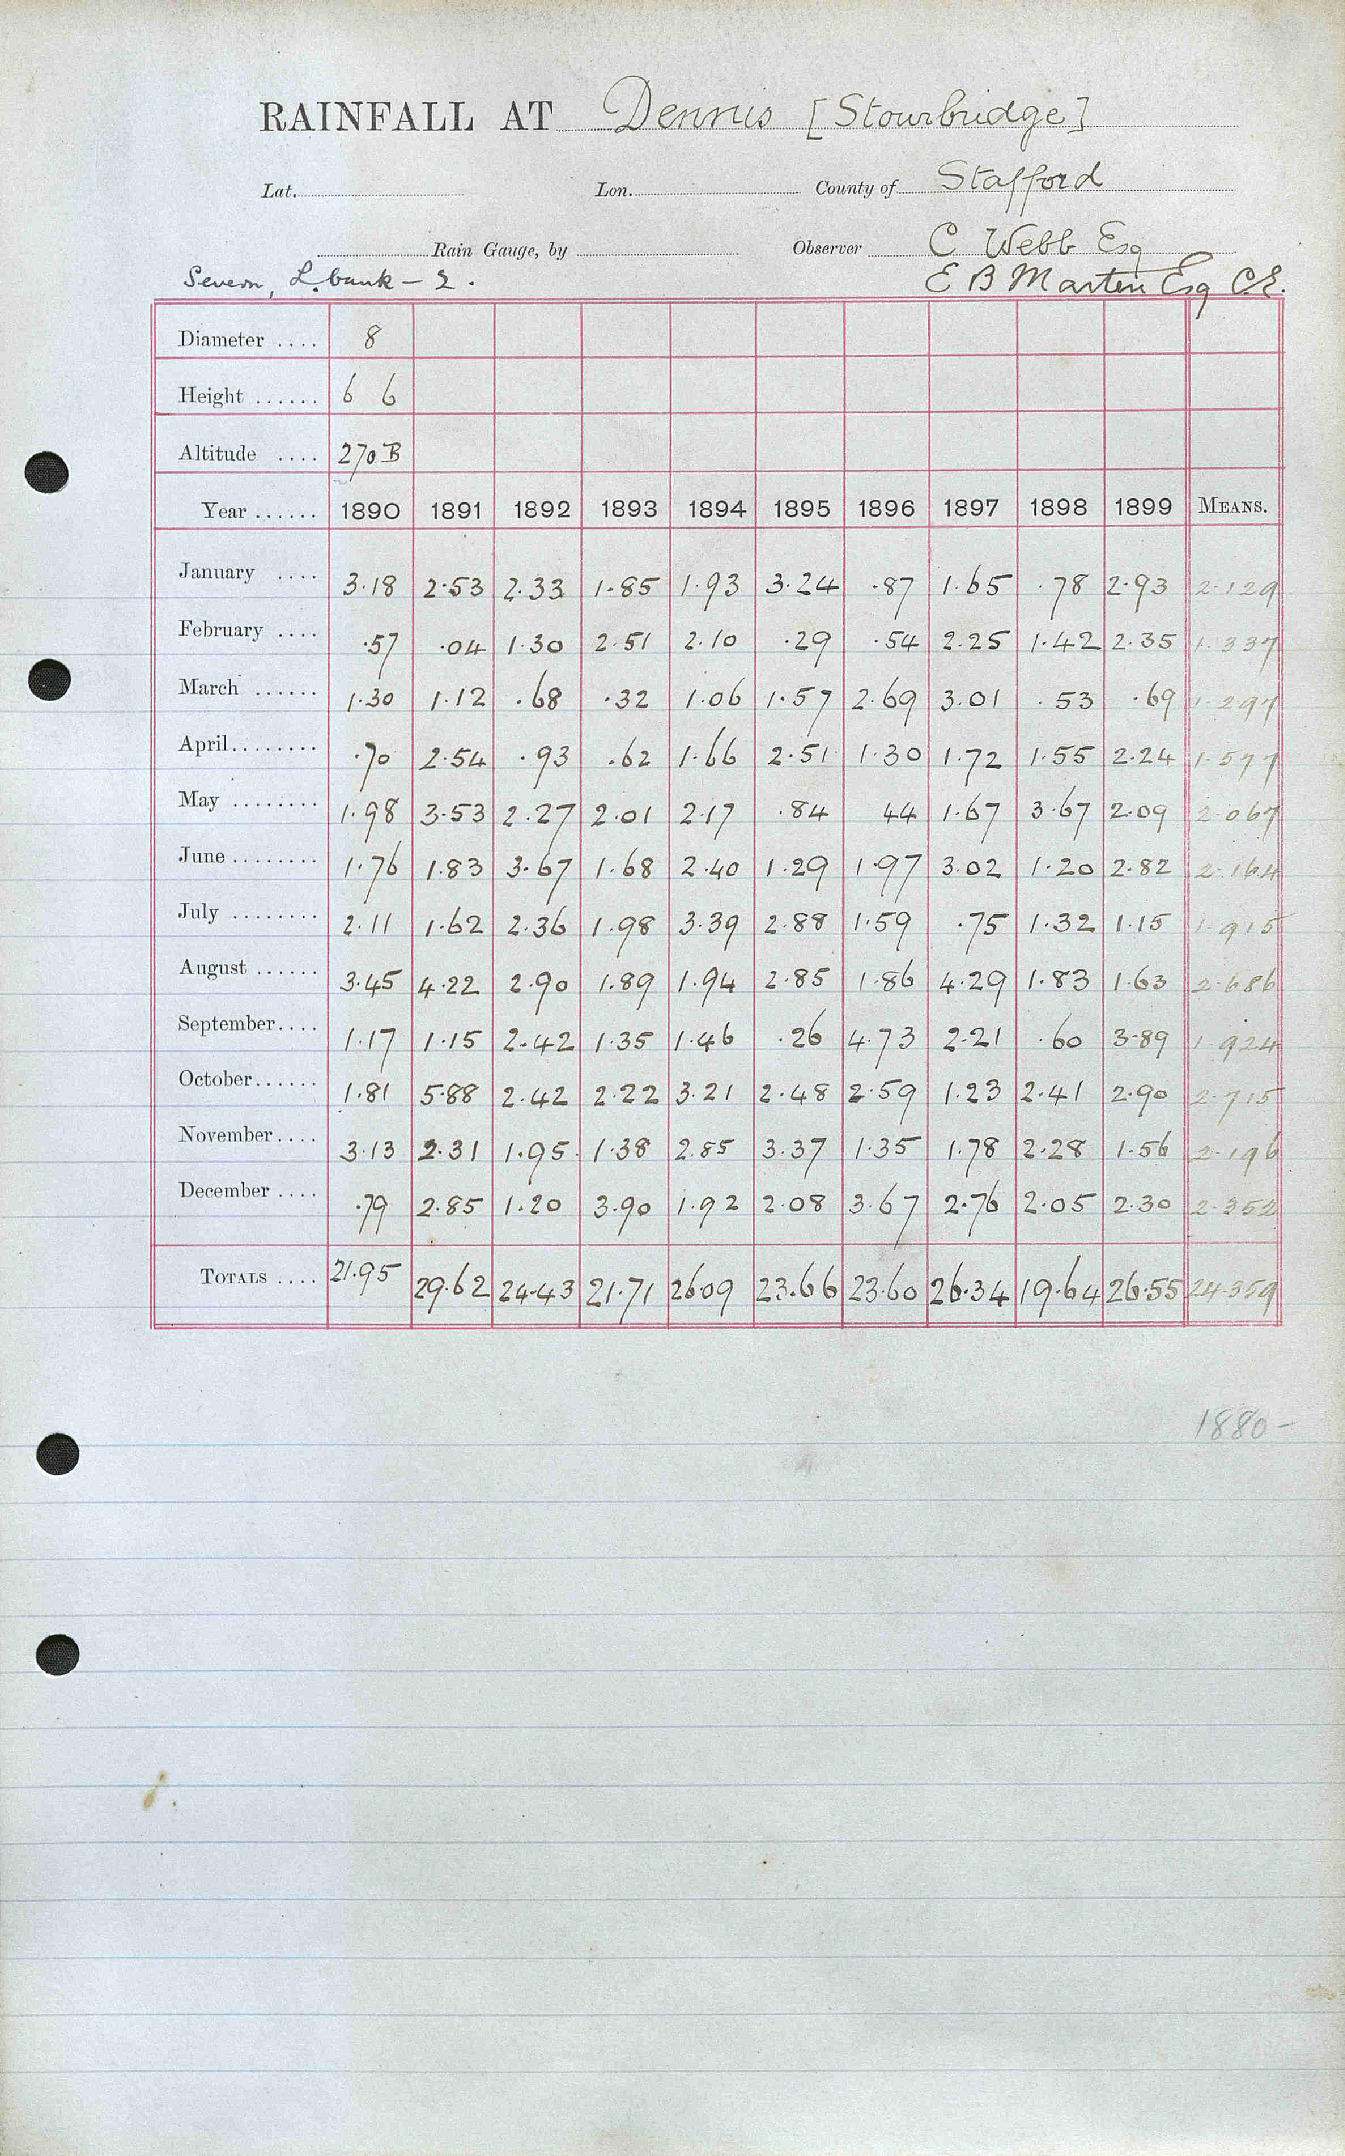 RAINFALL AT Dennis [Stourbridge]
Lat. Lon. County of Stafford
Rain Gauge, by Observer C Webb Esq
Severn, L. bank - 2. E B Marten Esq C.E.
Diameter .... 8
Height ...... 6 6
Altitude .... 270 B
Year ...... 1890 1891 1892 1893 1894 1895 1896 1897 1898 1899 MEANS.
January .... 3.18 2.53 2.33 1.85 1.93 3.24 .87 1.65 .78 2.93 2.129
February .... .57 .04 1.30 2.51 2.10 .29 .54 2.25 1.42 2.35 1.337
March ...... 1.30 1.12 .68 .32 1.06 1.57 2.69 3.01 .53 .69 1.297
April........ .70 2.54 .93 .62 1.66 2.51 1.30 1.72 1.55 2.24 1.577
May ........ 1.98 3.53 2.27 2.01 2.17 .84 44 1.67 3.67 2.09 2.067
June ........ 1.76 1.83 3.67 1.68 2.40 1.29 1.97 3.02 1.20 2.82 2.164
July ........ 2.11 1.62 2.36 1.98 3.39 2.88 1.59 .75 1.32 1.15 1.915
August ...... 3.45 4.22 2.90 1.89 1.94 2.85 1.86 4.29 1.83 1.63 2.686
September.... 1.17 1.15 2.42 1.35 1.46 .26 4.73 2.21 .60 3.89 1.924
October...... 1.81 5.88 2.42 2.22 3.21 2.48 2.59 1.23 2.41 2.90 2.715
November.... 3.13 2.31 1.95 1.38 2.85 3.37 1.35 1.78 2.28 1.56 2.196
December .... .79 2.85 1.20 3.90 1.92 2.08 3.67 2.76 2.05 2.30 2.352
TOTALS .... 21.95 29.62 24.43 21.71 26.09 23.66 23.60 26.34 19.64 26.55 24.359
1880-